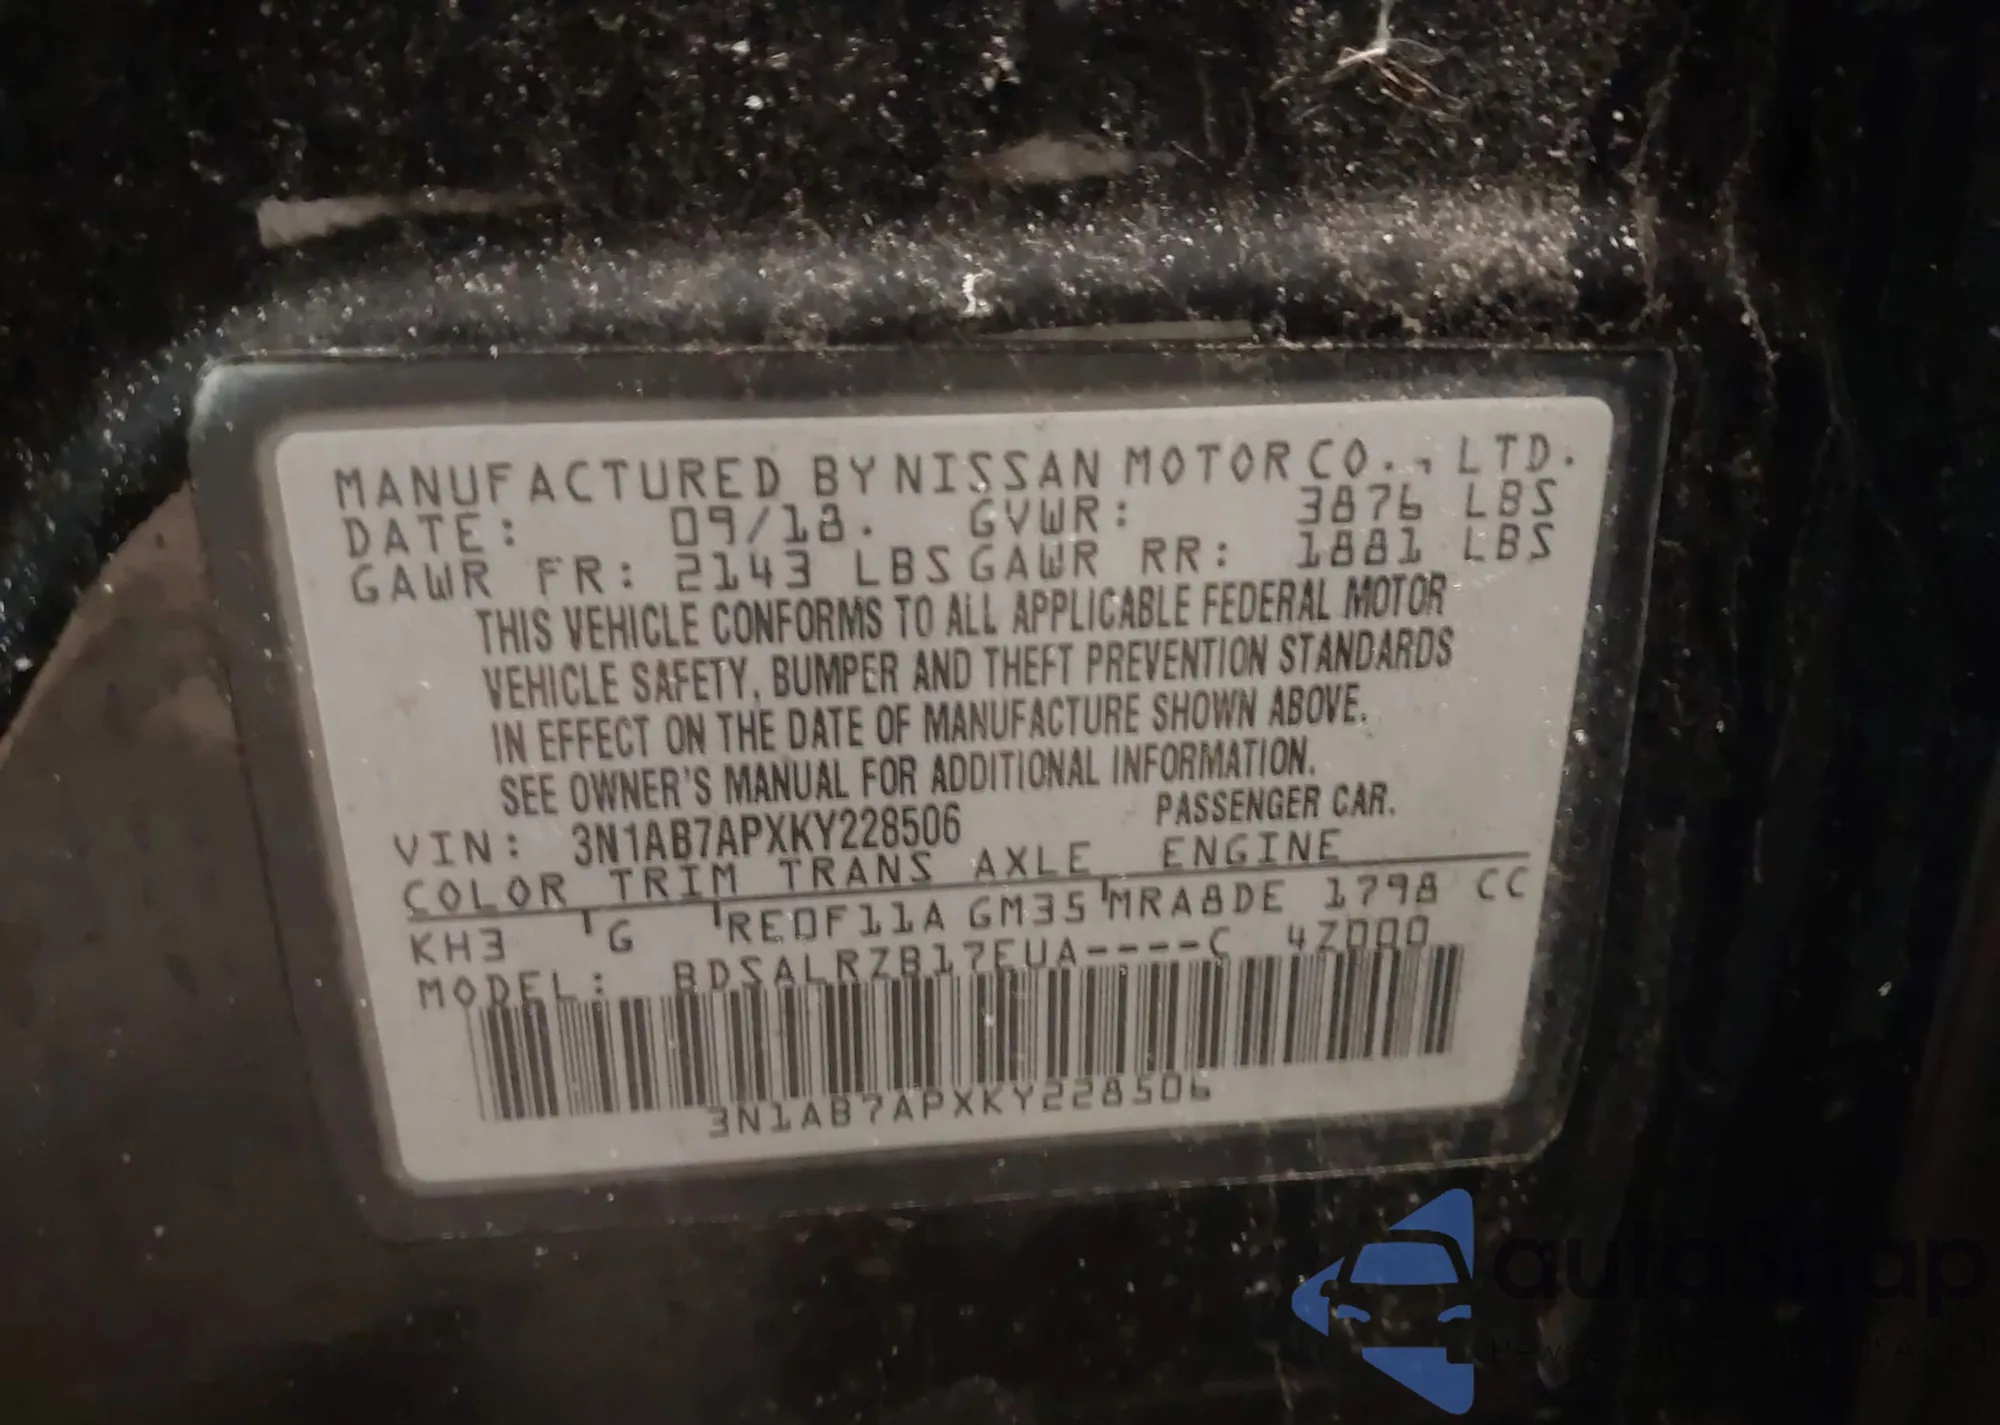 MANUFACTURED BY NISSAN MOTOR CO., LTD.
DATE: 09/18. GVWR: 3876 LBS
GAWR FR: 2143 LBS GAWR RR: 1881 LBS
THIS VEHICLE CONFORMS TO ALL APPLICABLE FEDERAL MOTOR
VEHICLE SAFETY, BUMPER AND THEFT PREVENTION STANDARDS
IN EFFECT ON THE DATE OF MANUFACTURE SHOWN ABOVE.
SEE OWNER'S MANUAL FOR ADDITIONAL INFORMATION.
VIN: 3N1AB7APXKY228506 PASSENGER CAR.
COLOR TRIM TRANS AXLE ENGINE
KH3 G RE0F11A GM35 MRA8DE 1798 CC
MODEL: BDSALRZB17EUA----C 4Z000
3N1AB7APXKY228506
autosnap